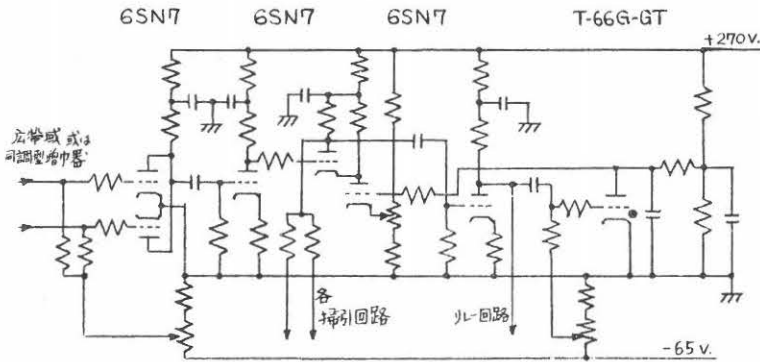 6SN7 6SN7 6SN7 T-66G-GT
+270V.
広帯域 或は
同調型増巾器
各
掃引回路
リレー回路
-65V.